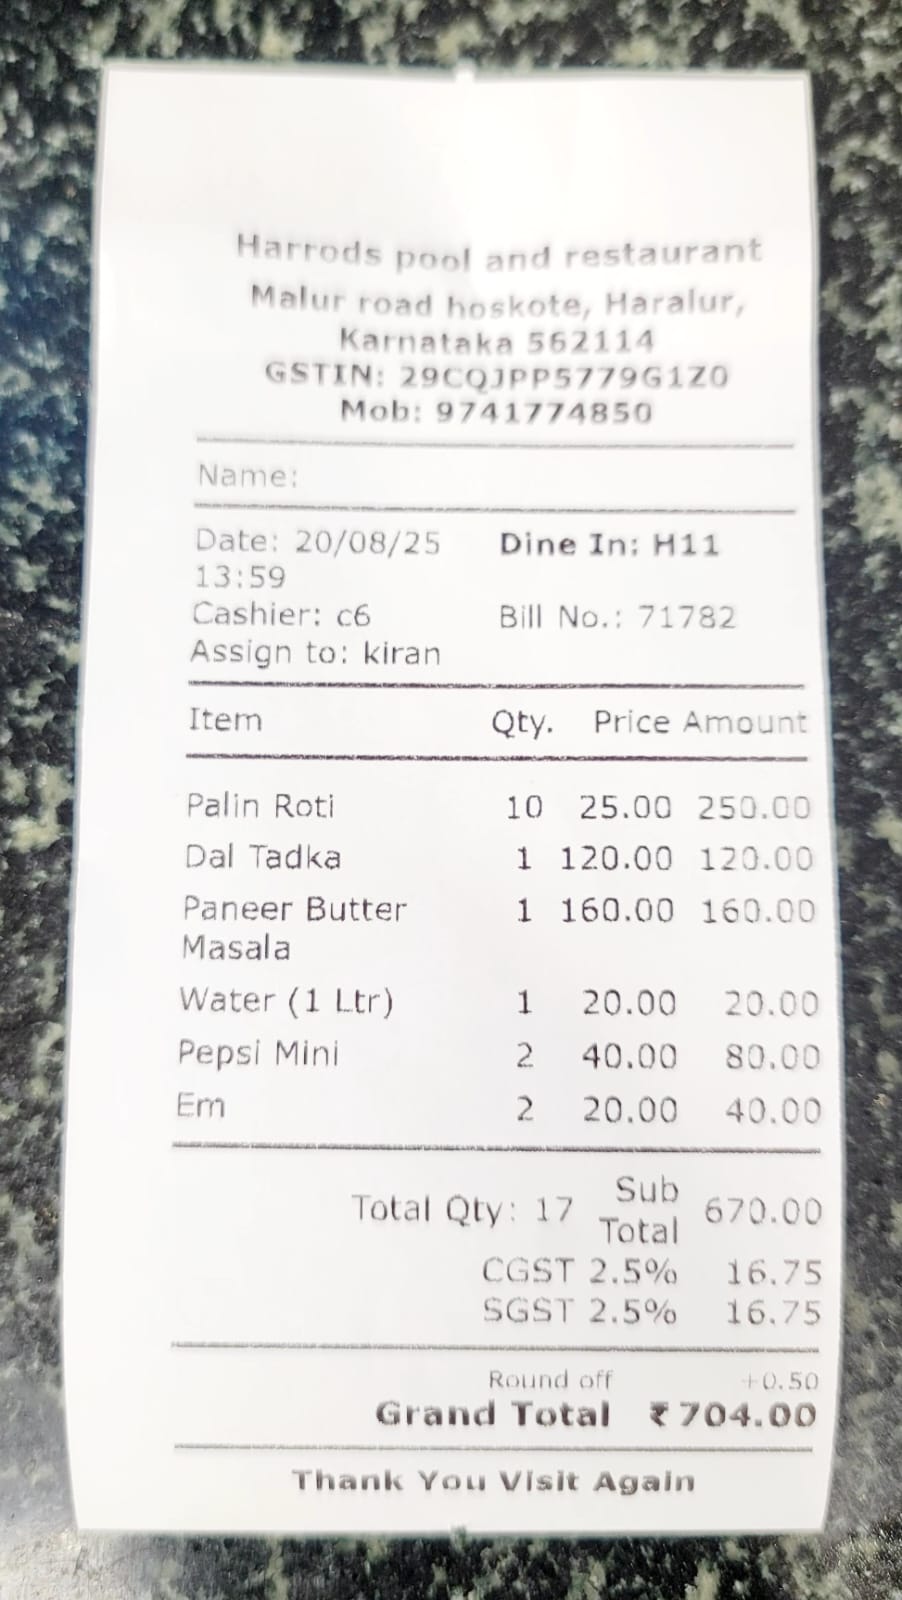 Harrods pool and restaurant
Malur road hoskote, Haralur,
Karnataka 562114
GSTIN: 29CQJPP5779G1Z0
Mob: 9741774850
Name:
Date: 20/08/25 Dine In: H11
13:59
Cashier: c6 Bill No.: 71782
Assign to: kiran
Item Qty. Price Amount
Palin Roti 10 25.00 250.00
Dal Tadka 1 120.00 120.00
Paneer Butter 1 160.00 160.00
Masala
Water (1 Ltr) 1 20.00 20.00
Pepsi Mini 2 40.00 80.00
Em 2 20.00 40.00
Total Qty: 17 Sub Total 670.00
CGST 2.5% 16.75
SGST 2.5% 16.75
Round off +0.50
Grand Total ₹704.00
Thank You Visit Again